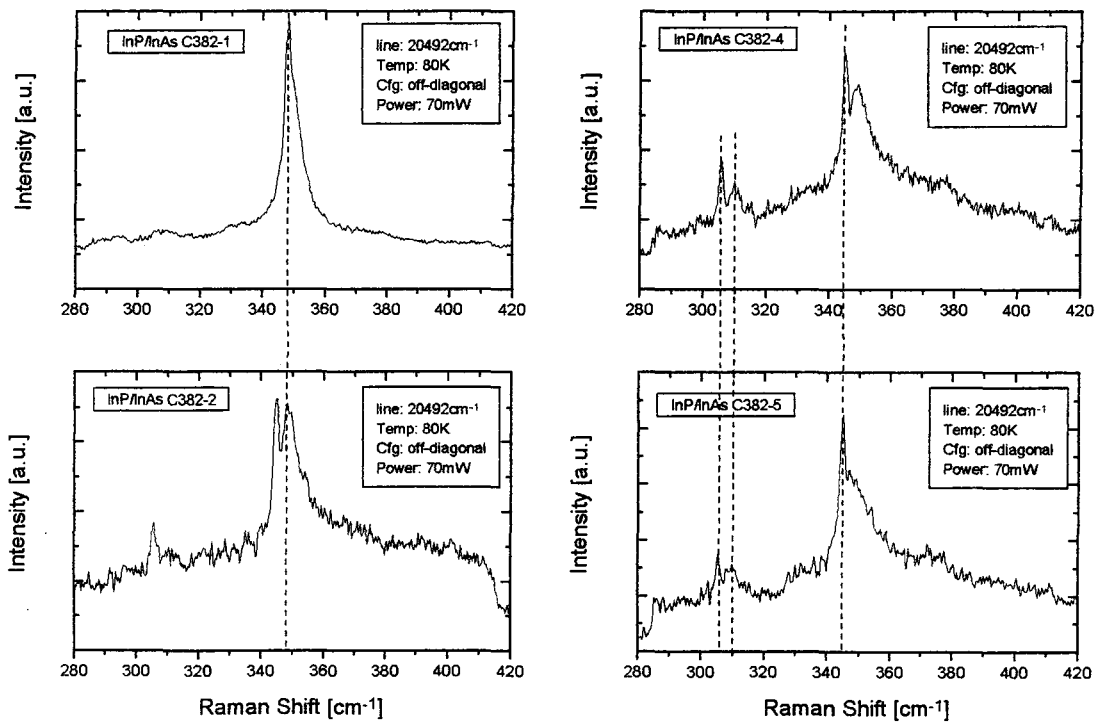 InP/InAs C382-1
line: 20492cm-1
Temp: 80K
Cfg: off-diagonal
Power: 70mW
Intensity [a.u.]
280 300 320 340 360 380 400 420
InP/InAs C382-4
line: 20492cm-1
Temp: 80K
Cfg: off-diagonal
Power: 70mW
Intensity [a.u.]
280 300 320 340 360 380 400 420
InP/InAs C382-2
line: 20492cm-1
Temp: 80K
Cfg: off-diagonal
Power: 70mW
Intensity [a.u.]
280 300 320 340 360 380 400 420
Raman Shift [cm-1]
InP/InAs C382-5
line: 20492cm-1
Temp: 80K
Cfg: off-diagonal
Power: 70mW
Intensity [a.u.]
280 300 320 340 360 380 400 420
Raman Shift [cm-1]